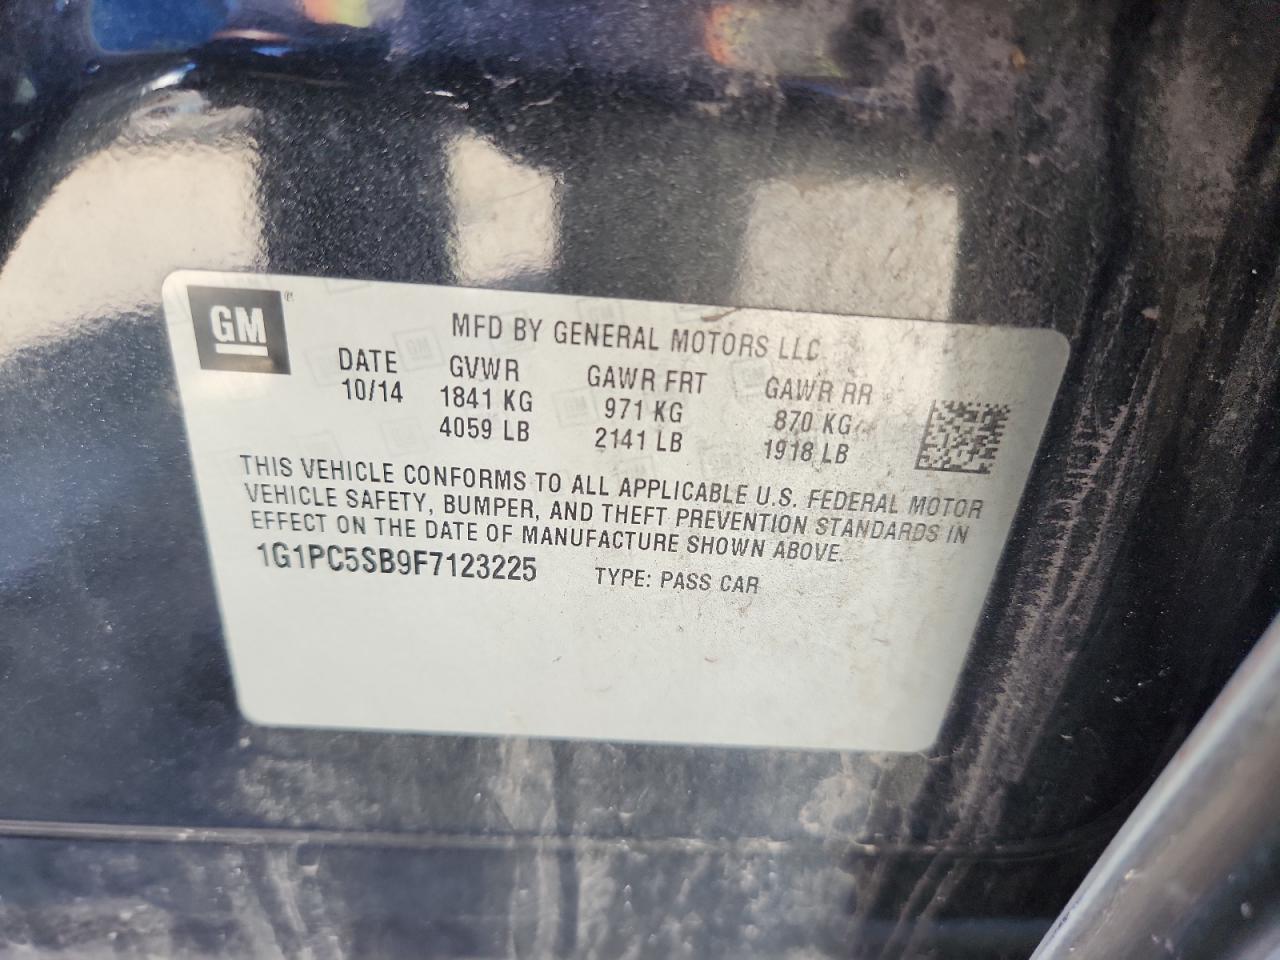 GM
MFD BY GENERAL MOTORS LLC
DATE GVWR GAWR FRT GAWR RR
10/14 1841 KG 971 KG 870 KG
4059 LB 2141 LB 1918 LB
THIS VEHICLE CONFORMS TO ALL APPLICABLE U.S. FEDERAL MOTOR
VEHICLE SAFETY, BUMPER, AND THEFT PREVENTION STANDARDS IN
EFFECT ON THE DATE OF MANUFACTURE SHOWN ABOVE.
1G1PC5SB9F7123225 TYPE: PASS CAR